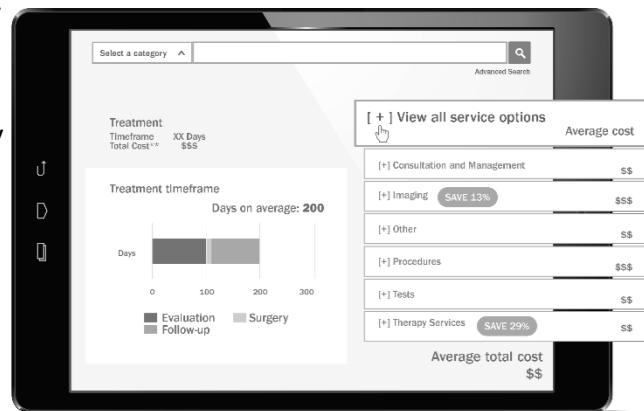 Select a category
Advanced Search
Treatment
Timeframe XX Days
Total Cost** $$$
Treatment timeframe
Days on average: 200
Days
0 100 200 300
Evaluation Surgery
Follow-up
[ + ] View all service options
Average cost
[+] Consultation and Management $$
[+] Imaging SAVE 13% $$$
[+] Other $$
[+] Procedures $$$
[+] Tests $$
[+] Therapy Services SAVE 29% $$
Average total cost
$$